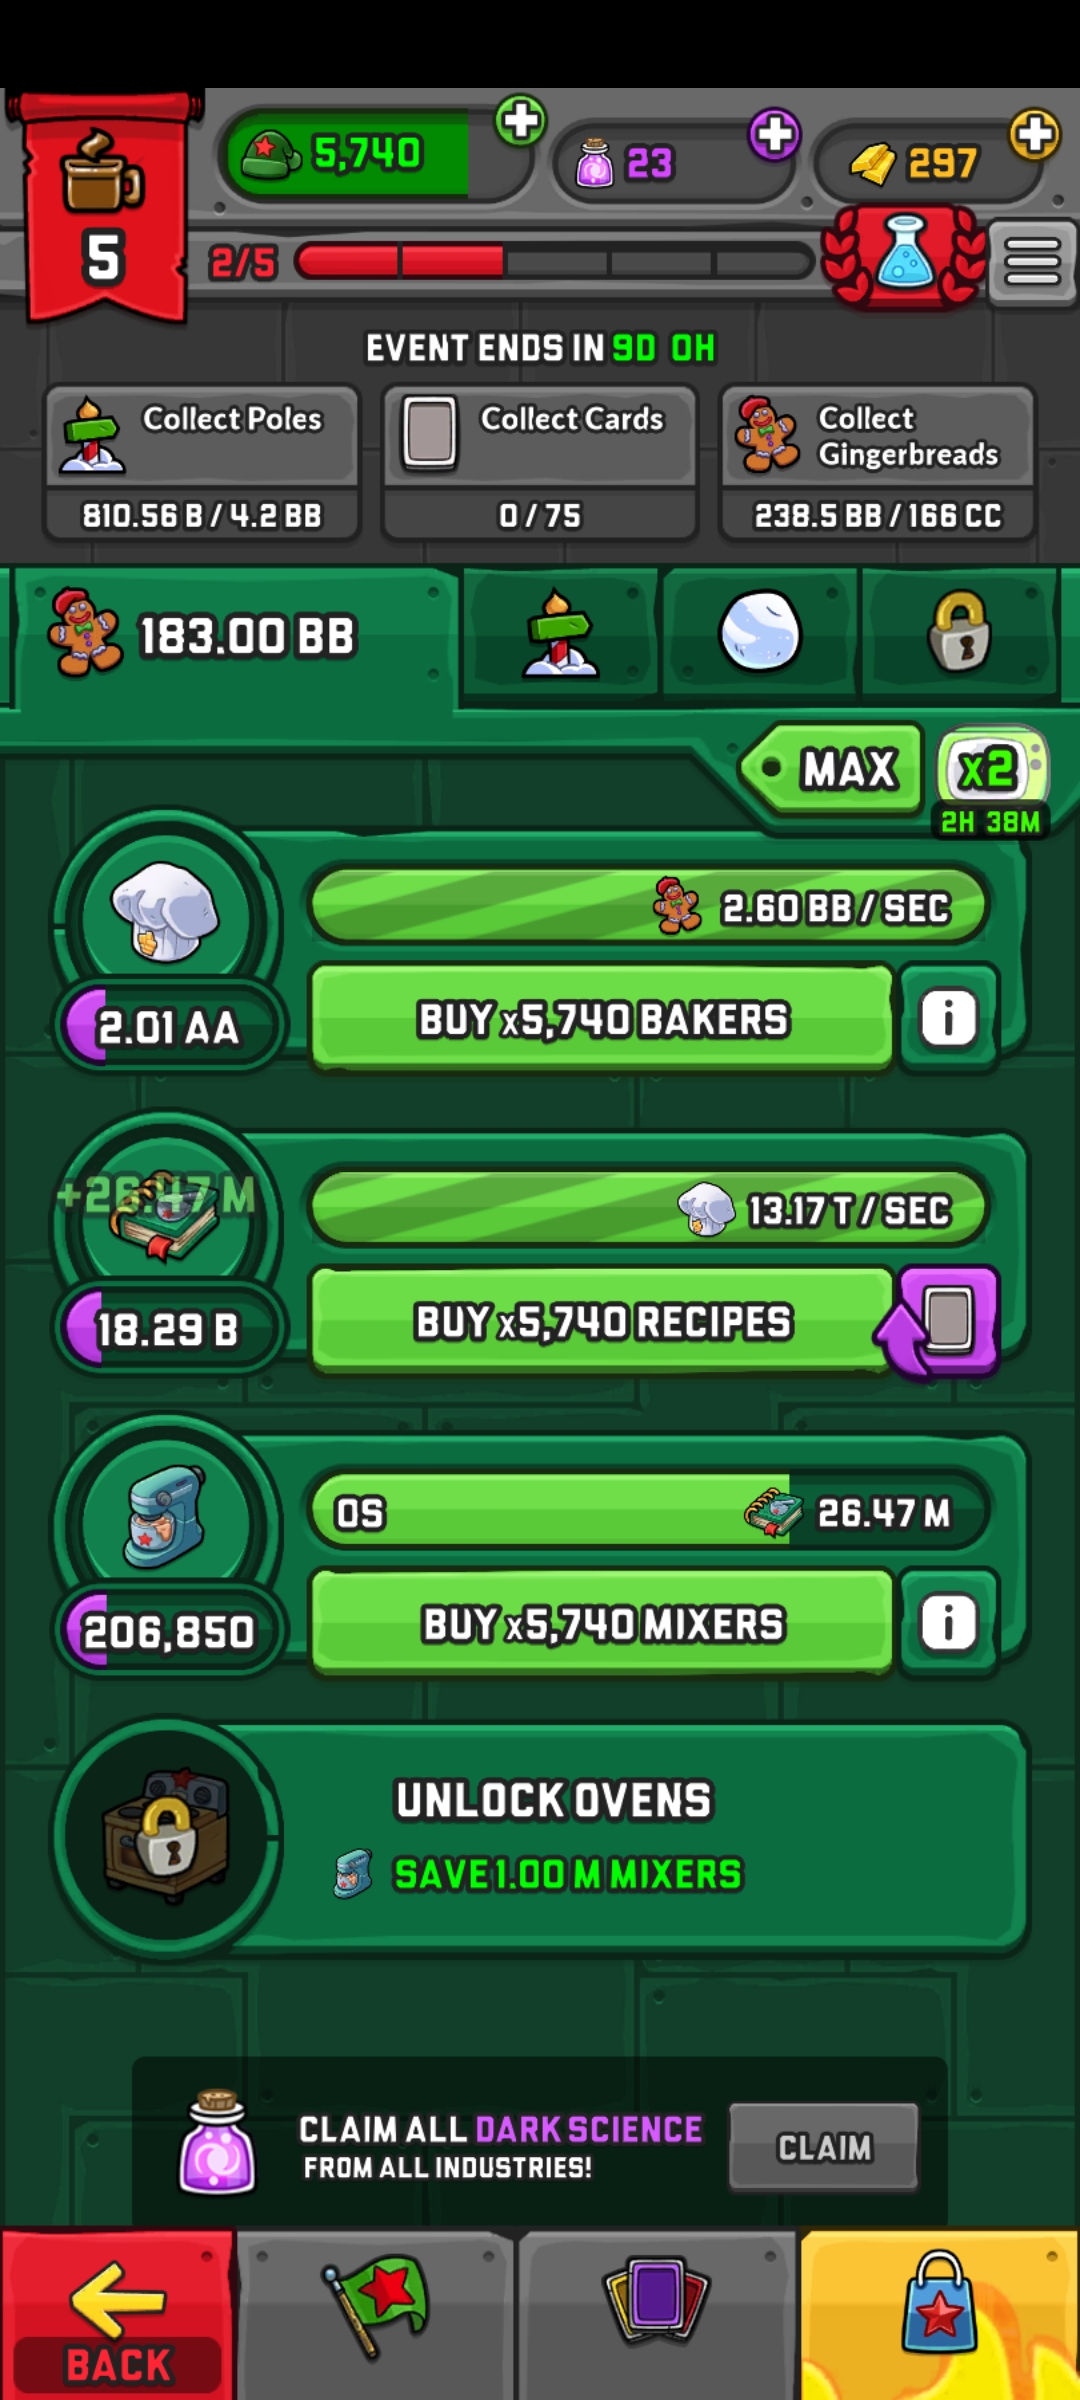 5,740
23
297
5
2/5
EVENT ENDS IN 9D 0H
Collect Poles
810.56 B / 4.2 BB
Collect Cards
0 / 75
Collect
Gingerbreads
238.5 BB / 166 CC
183.00 BB
MAX
x2
2H 38M
2.60 BB / SEC
2.01 AA
BUY x5,740 BAKERS
i
+26.47 M
13.17 T / SEC
18.29 B
BUY x5,740 RECIPES
0S
26.47 M
206,850
BUY x5,740 MIXERS
i
UNLOCK OVENS
SAVE 1.00 M MIXERS
CLAIM ALL DARK SCIENCE
FROM ALL INDUSTRIES!
CLAIM
BACK